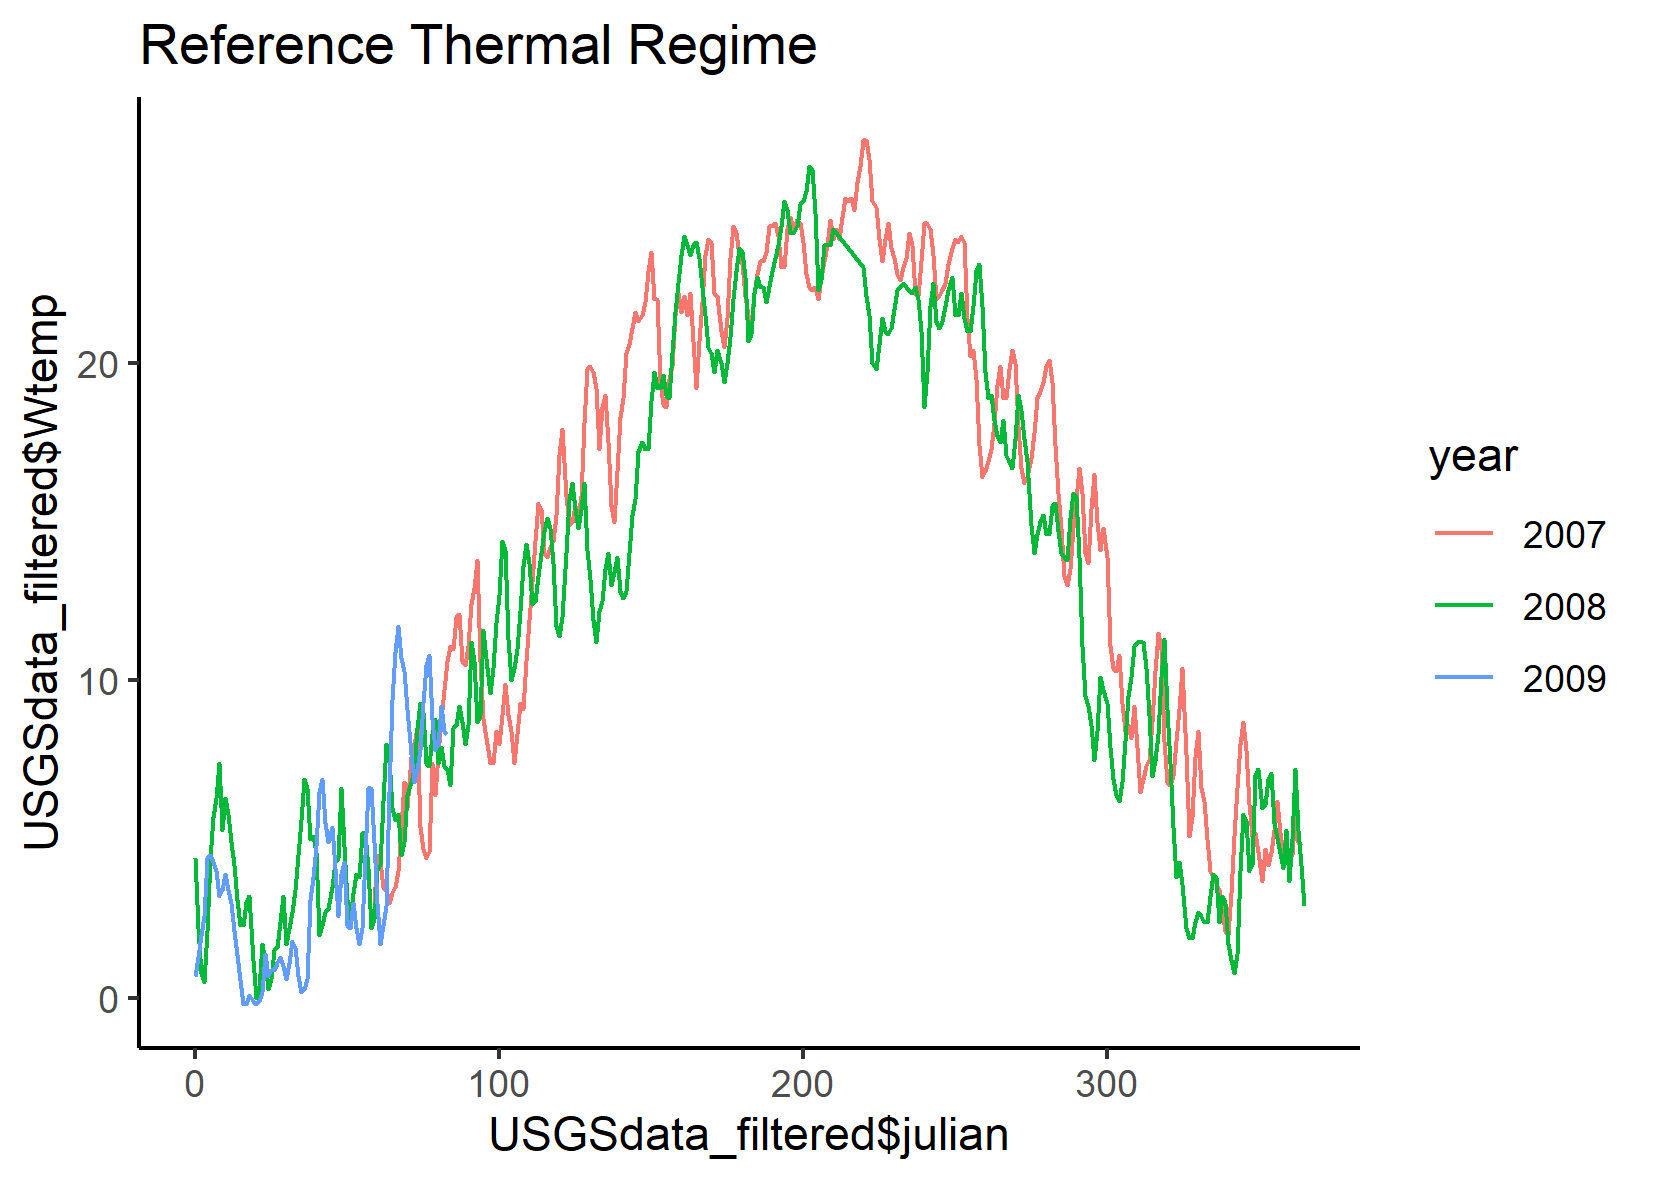 Reference Thermal Regime
USGSdata_filtered$Wtemp
20
10
0
0 100 200 300
USGSdata_filtered$julian
year
2007
2008
2009